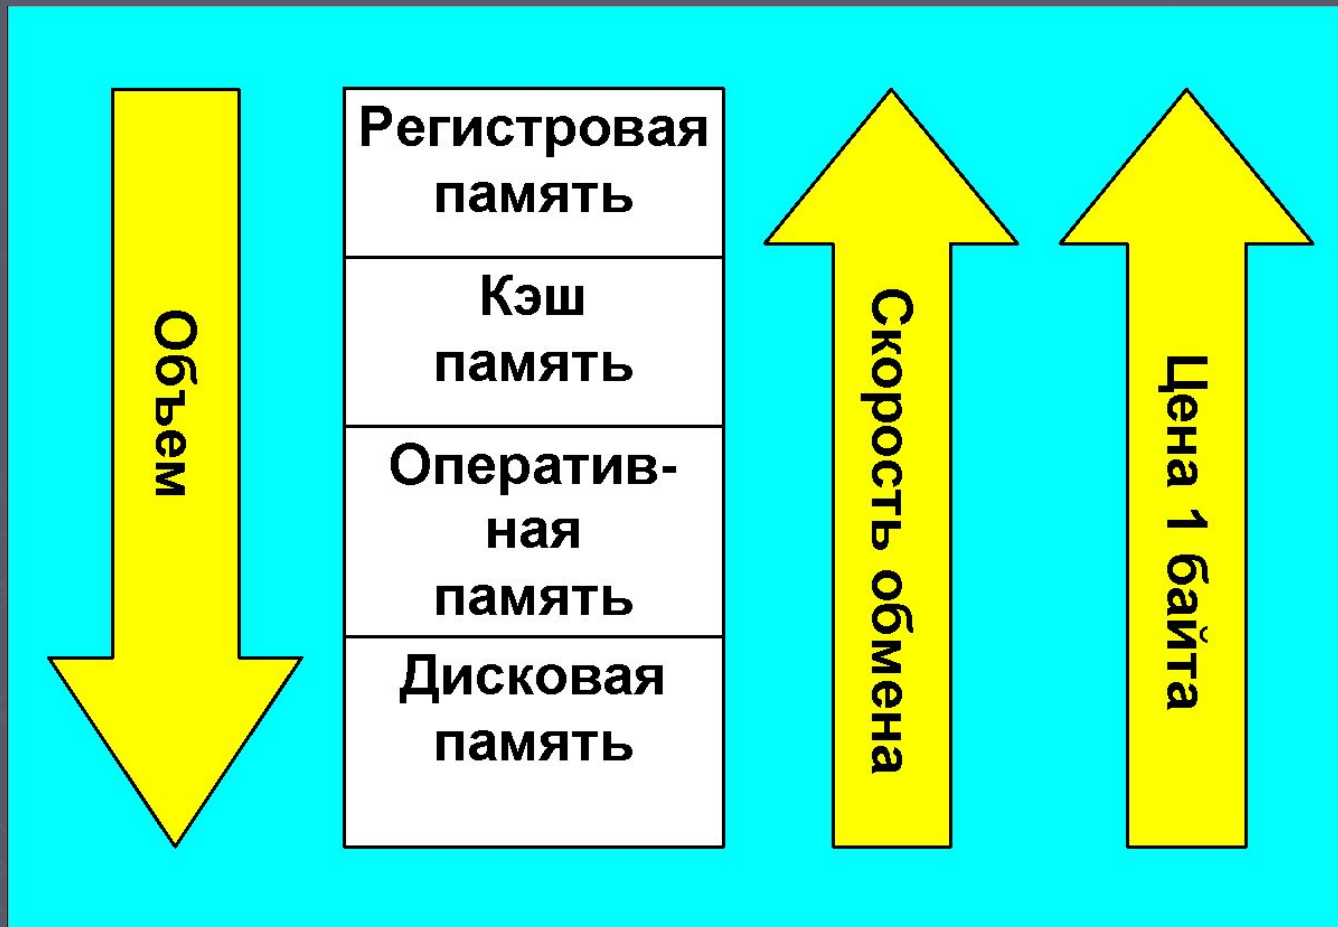 Объем
Регистровая
память
Кэш
память
Оператив-
ная
память
Дисковая
память
Скорость обмена
Цена 1 байта